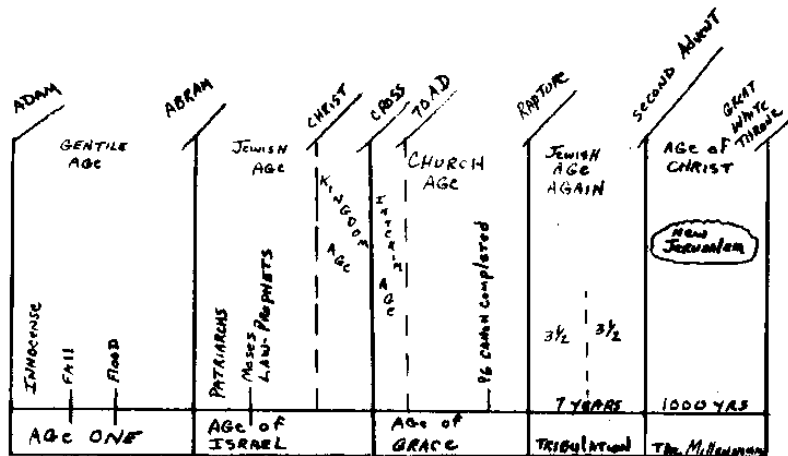 ADAM
ABRAM
CHRIST
CROSS
70 AD
RAPTURE
SECOND ADVENT
GREAT
WHITE
THRONE
GENTILE
AGE
JEWISH
AGE
KINGDOM
AGE
INTERIM
AGE
CHURCH
AGE
JEWISH
AGE
AGAIN
AGE of
CHRIST
NEW
JERUSALEM
INNOCENSE
FALL
FLOOD
PATRIARCHS
MOSES
LAW-PROPHETS
96 CANON COMPLETED
3½
3½
7 YEARS
1000 YRS
AGE ONE
AGE of
ISRAEL
AGE of
GRACE
TRIBULATION
THE MILLENNIUM